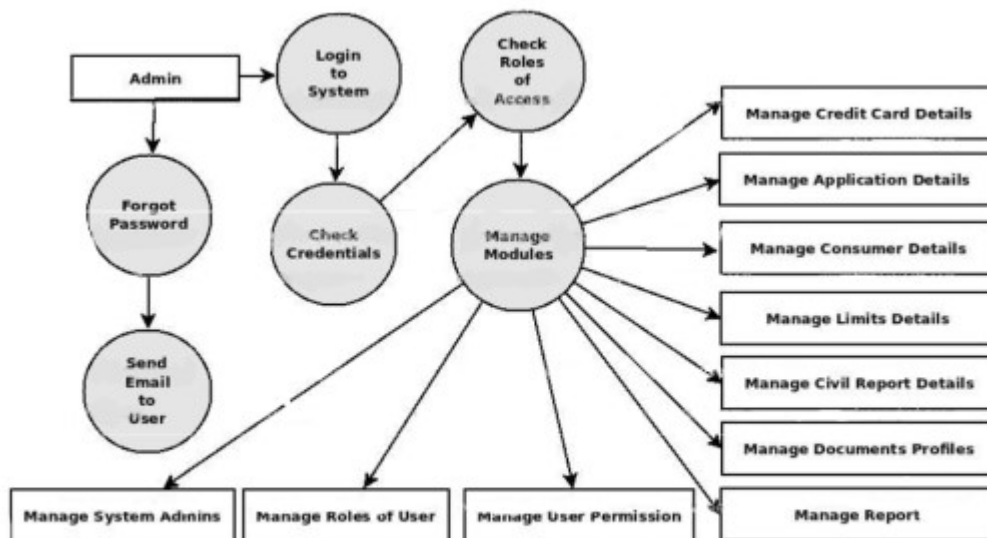 Admin
Login
to
System
Check
Roles
of
Access
Manage Credit Card Details
Manage Application Details
Forgot
Password
Check
Credentials
Manage
Modules
Manage Consumer Details
Manage Limits Details
Send
Email
to
User
Manage Civil Report Details
Manage Documents Profiles
Manage System Admins
Manage Roles of User
Manage User Permission
Manage Report